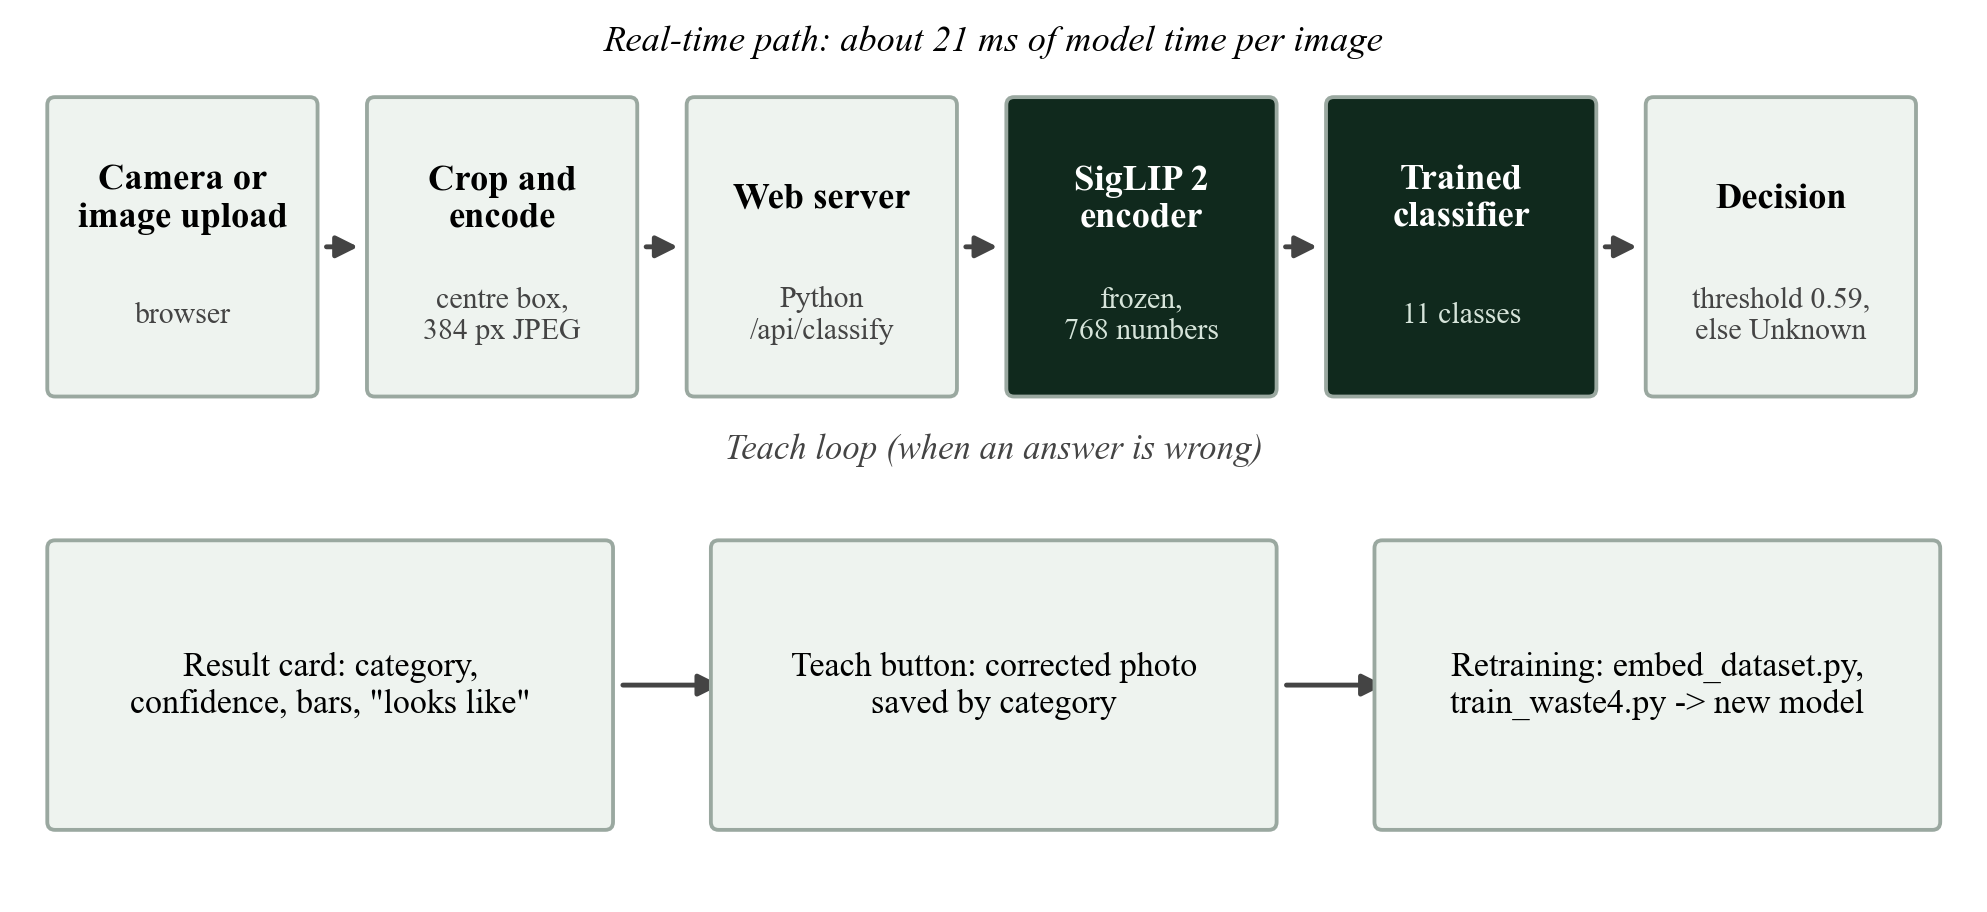 Real-time path: about 21 ms of model time per image
Camera or
image upload
browser
Crop and
encode
centre box,
384 px JPEG
Web server
Python
/api/classify
SigLIP 2
encoder
frozen,
768 numbers
Trained
classifier
11 classes
Decision
threshold 0.59,
else Unknown
Teach loop (when an answer is wrong)
Result card: category,
confidence, bars, "looks like"
Teach button: corrected photo
saved by category
Retraining: embed_dataset.py,
train_waste4.py -> new model